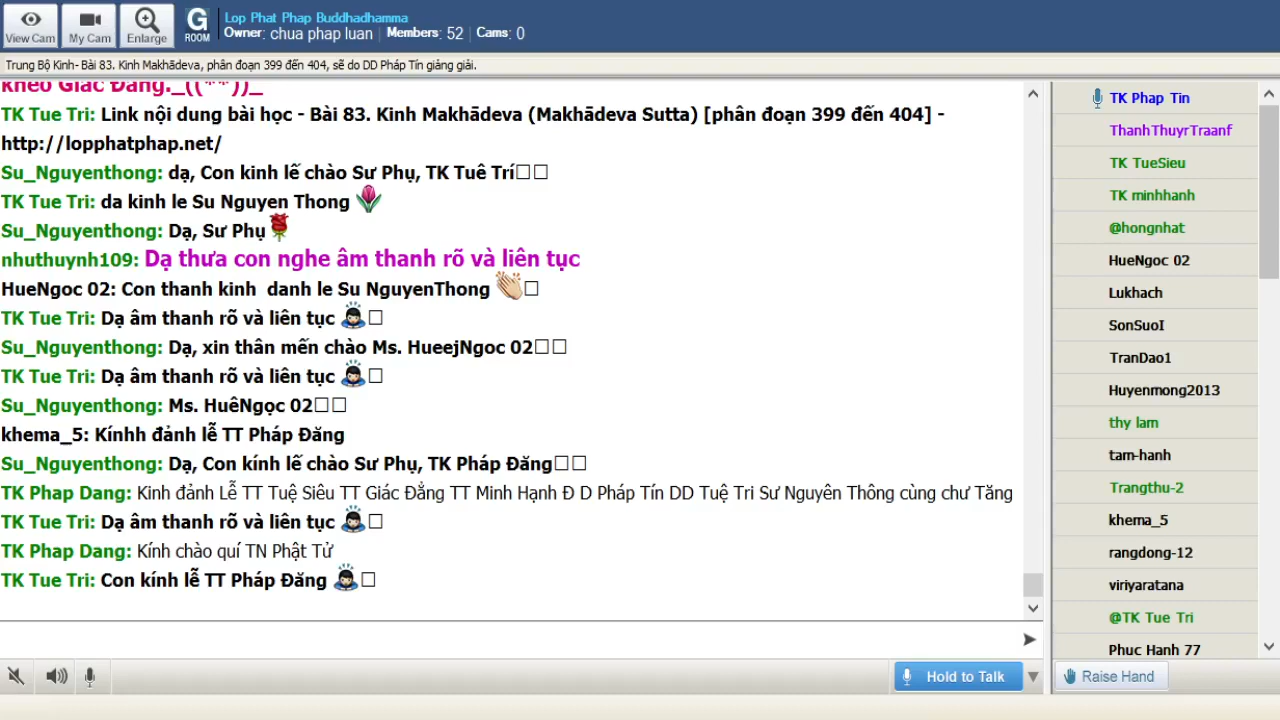 View Cam
My Cam
Enlarge
G ROOM
Lop Phat Phap Buddhadhamma
Owner: chua phap luan Members: 52 Cams: 0
Trung Bộ Kinh- Bài 83. Kinh Makhādeva, phân đoạn 399 đến 404, sẽ do DD Pháp Tín giảng giải.
kheo Giác Đẳng._((**))_
TK Tue Tri: Link nội dung bài học - Bài 83. Kinh Makhādeva (Makhādeva Sutta) [phân đoạn 399 đến 404] -
http://lopphatphap.net/
Su_Nguyenthong: dạ, Con kinh lễ chào Sư Phụ, TK Tuê Trí
TK Tue Tri: da kinh le Su Nguyen Thong
Su_Nguyenthong: Dạ, Sư Phụ
nhuthuynh109: Dạ thưa con nghe âm thanh rõ và liên tục
HueNgoc 02: Con thanh kinh danh le Su NguyenThong
TK Tue Tri: Dạ âm thanh rõ và liên tục
Su_Nguyenthong: Dạ, xin thân mến chào Ms. HueejNgoc 02
TK Tue Tri: Dạ âm thanh rõ và liên tục
Su_Nguyenthong: Ms. HuêNgọc 02
khema_5: Kínhh đảnh lễ TT Pháp Đăng
Su_Nguyenthong: Dạ, Con kính lế chào Sư Phụ, TK Pháp Đăng
TK Phap Dang: Kinh đảnh Lễ TT Tuệ Siêu TT Giác Đẳng TT Minh Hạnh Đ D Pháp Tín DD Tuệ Tri Sư Nguyên Thông cùng chư Tăng
TK Tue Tri: Dạ âm thanh rõ và liên tục
TK Phap Dang: Kính chào quí TN Phật Tử
TK Tue Tri: Con kính lễ TT Pháp Đăng
Hold to Talk
TK Phap Tin
ThanhThuyrTraanf
TK TueSieu
TK minhhanh
@hongnhat
HueNgoc 02
Lukhach
SonSuoI
TranDao1
Huyenmong2013
thy lam
tam-hanh
Trangthu-2
khema_5
rangdong-12
viriyaratana
@TK Tue Tri
Phuc Hanh 77
Raise Hand